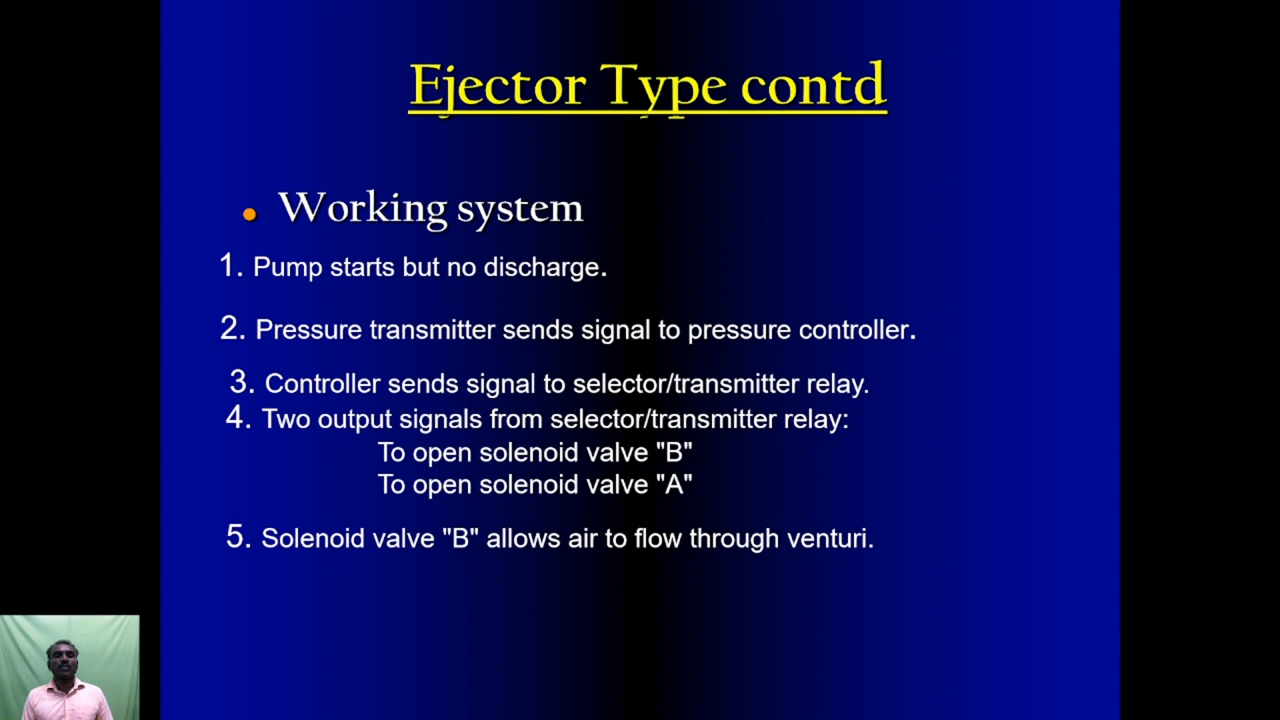 Ejector Type contd
• Working system
1. Pump starts but no discharge.
2. Pressure transmitter sends signal to pressure controller.
3. Controller sends signal to selector/transmitter relay.
4. Two output signals from selector/transmitter relay:
To open solenoid valve "B"
To open solenoid valve "A"
5. Solenoid valve "B" allows air to flow through venturi.